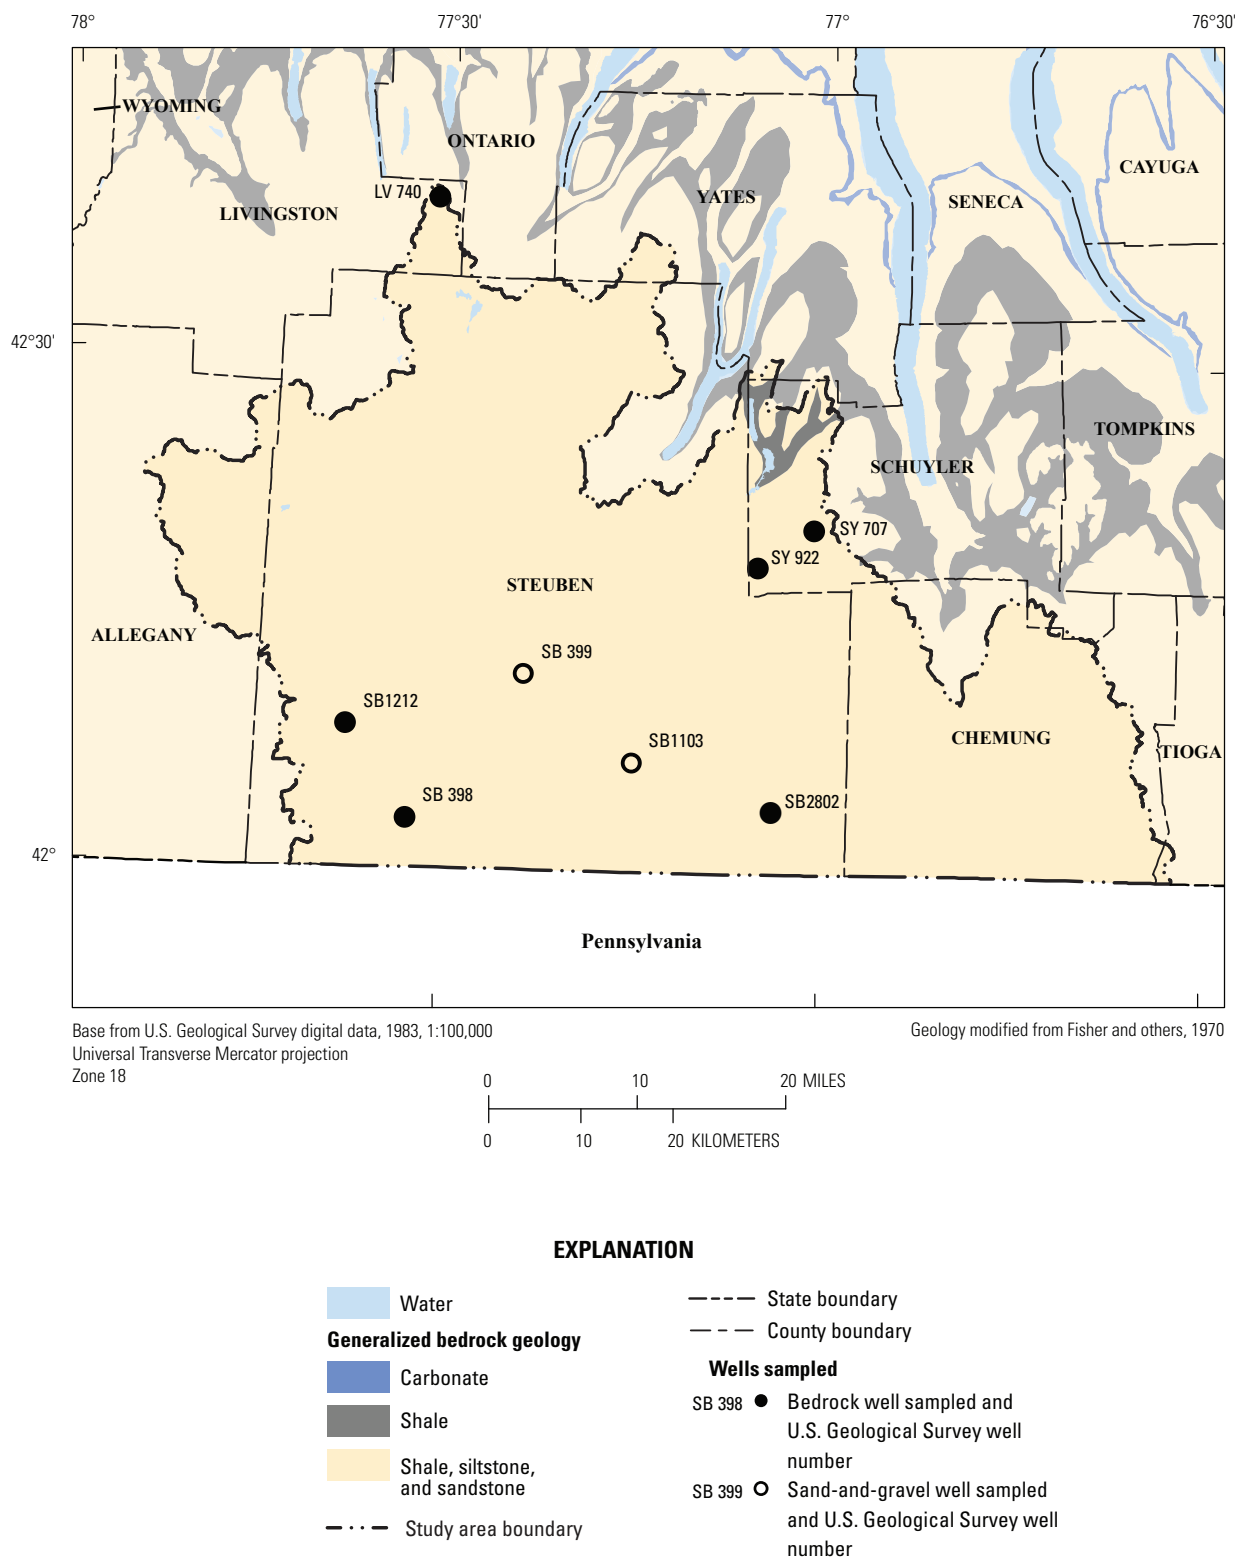 78°
77°30'
77°
76°30'
WYOMING
ONTARIO
CAYUGA
LV 740
YATES
SENECA
LIVINGSTON
42°30'
TOMPKINS
SCHUYLER
SY 707
SY 922
STEUBEN
ALLEGANY
SB 399
SB1212
SB1103
CHEMUNG
TIOGA
SB 398
SB2802
42°
Pennsylvania
Base from U.S. Geological Survey digital data, 1983, 1:100,000
Universal Transverse Mercator projection
Zone 18
Geology modified from Fisher and others, 1970
0 10 20 MILES
0 10 20 KILOMETERS
EXPLANATION
Water
Generalized bedrock geology
Carbonate
Shale
Shale, siltstone,
and sandstone
Study area boundary
State boundary
County boundary
Wells sampled
SB 398 Bedrock well sampled and
U.S. Geological Survey well
number
SB 399 Sand-and-gravel well sampled
and U.S. Geological Survey well
number